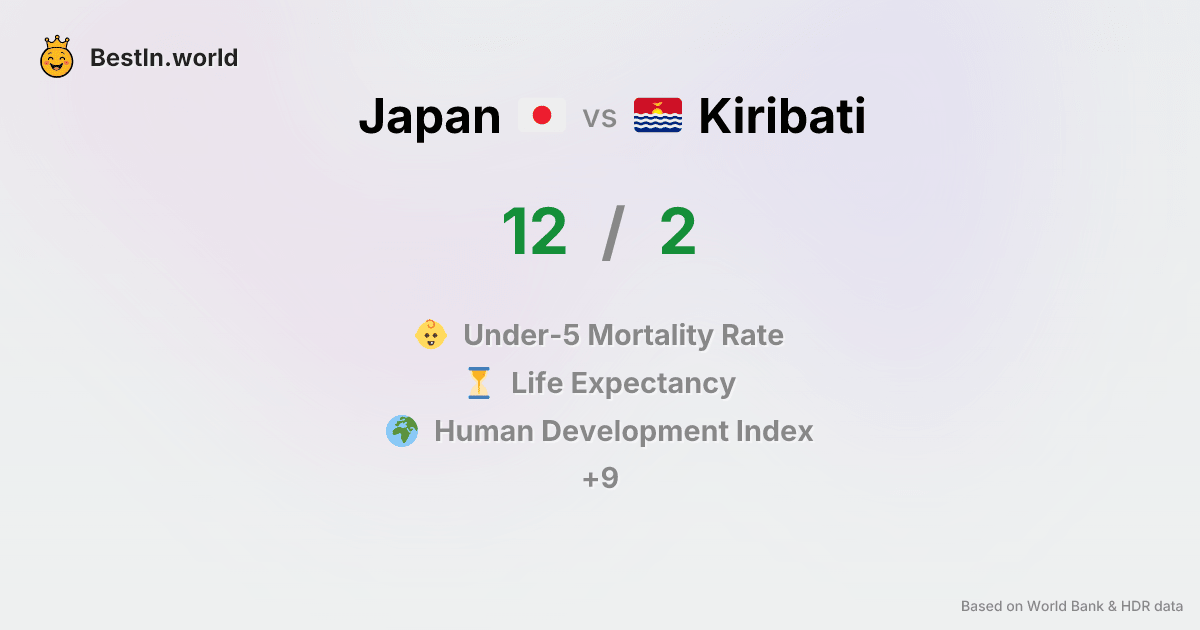 BestIn.world
Japan vs Kiribati
12 / 2
Under-5 Mortality Rate
Life Expectancy
Human Development Index
+9
Based on World Bank & HDR data